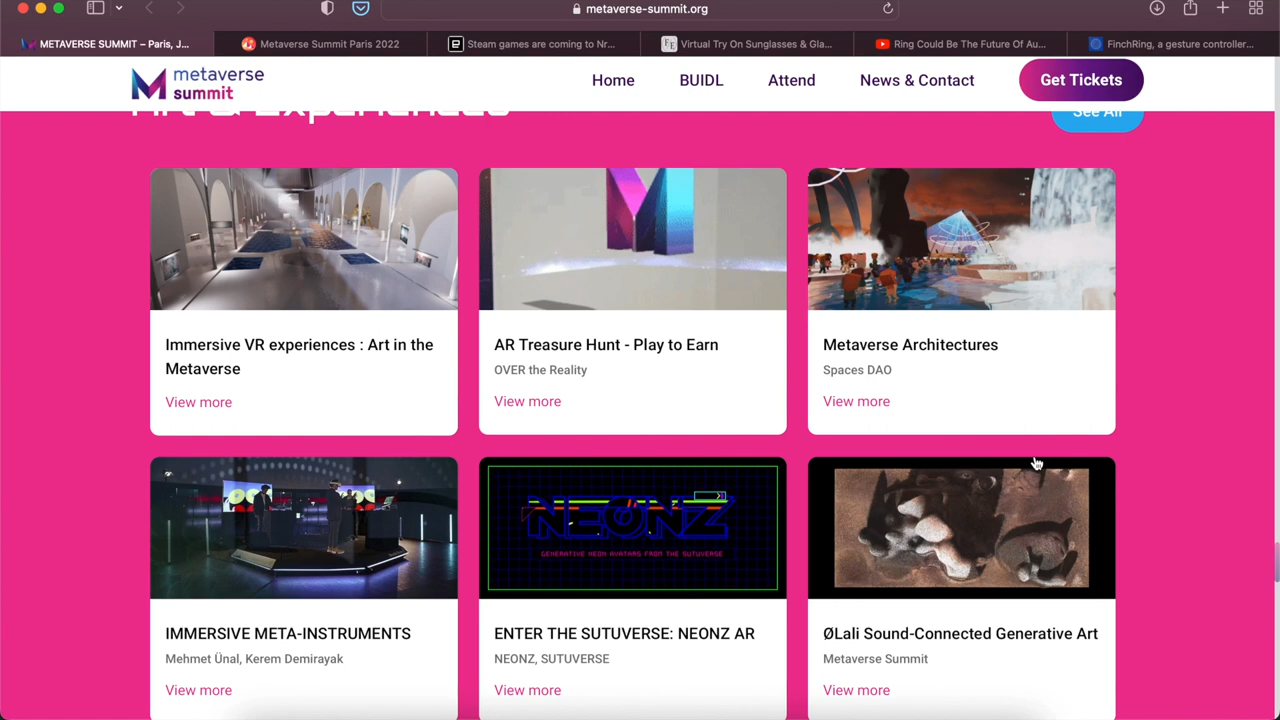 metaverse-summit.org
METAVERSE SUMMIT – Paris, J...
Metaverse Summit Paris 2022
Steam games are coming to Nr...
Virtual Try On Sunglasses & Gla...
Ring Could Be The Future Of Au...
FinchRing, a gesture controller...
metaverse
summit
Home
BUIDL
Attend
News & Contact
Get Tickets
Art & Experiences
See All
Immersive VR experiences : Art in the
Metaverse
View more
AR Treasure Hunt - Play to Earn
OVER the Reality
View more
Metaverse Architectures
Spaces DAO
View more
NEONZ
GENERATIVE NEON AVATARS FROM THE SUTUVERSE
IMMERSIVE META-INSTRUMENTS
Mehmet Ünal, Kerem Demirayak
View more
ENTER THE SUTUVERSE: NEONZ AR
NEONZ, SUTUVERSE
View more
ØLali Sound-Connected Generative Art
Metaverse Summit
View more